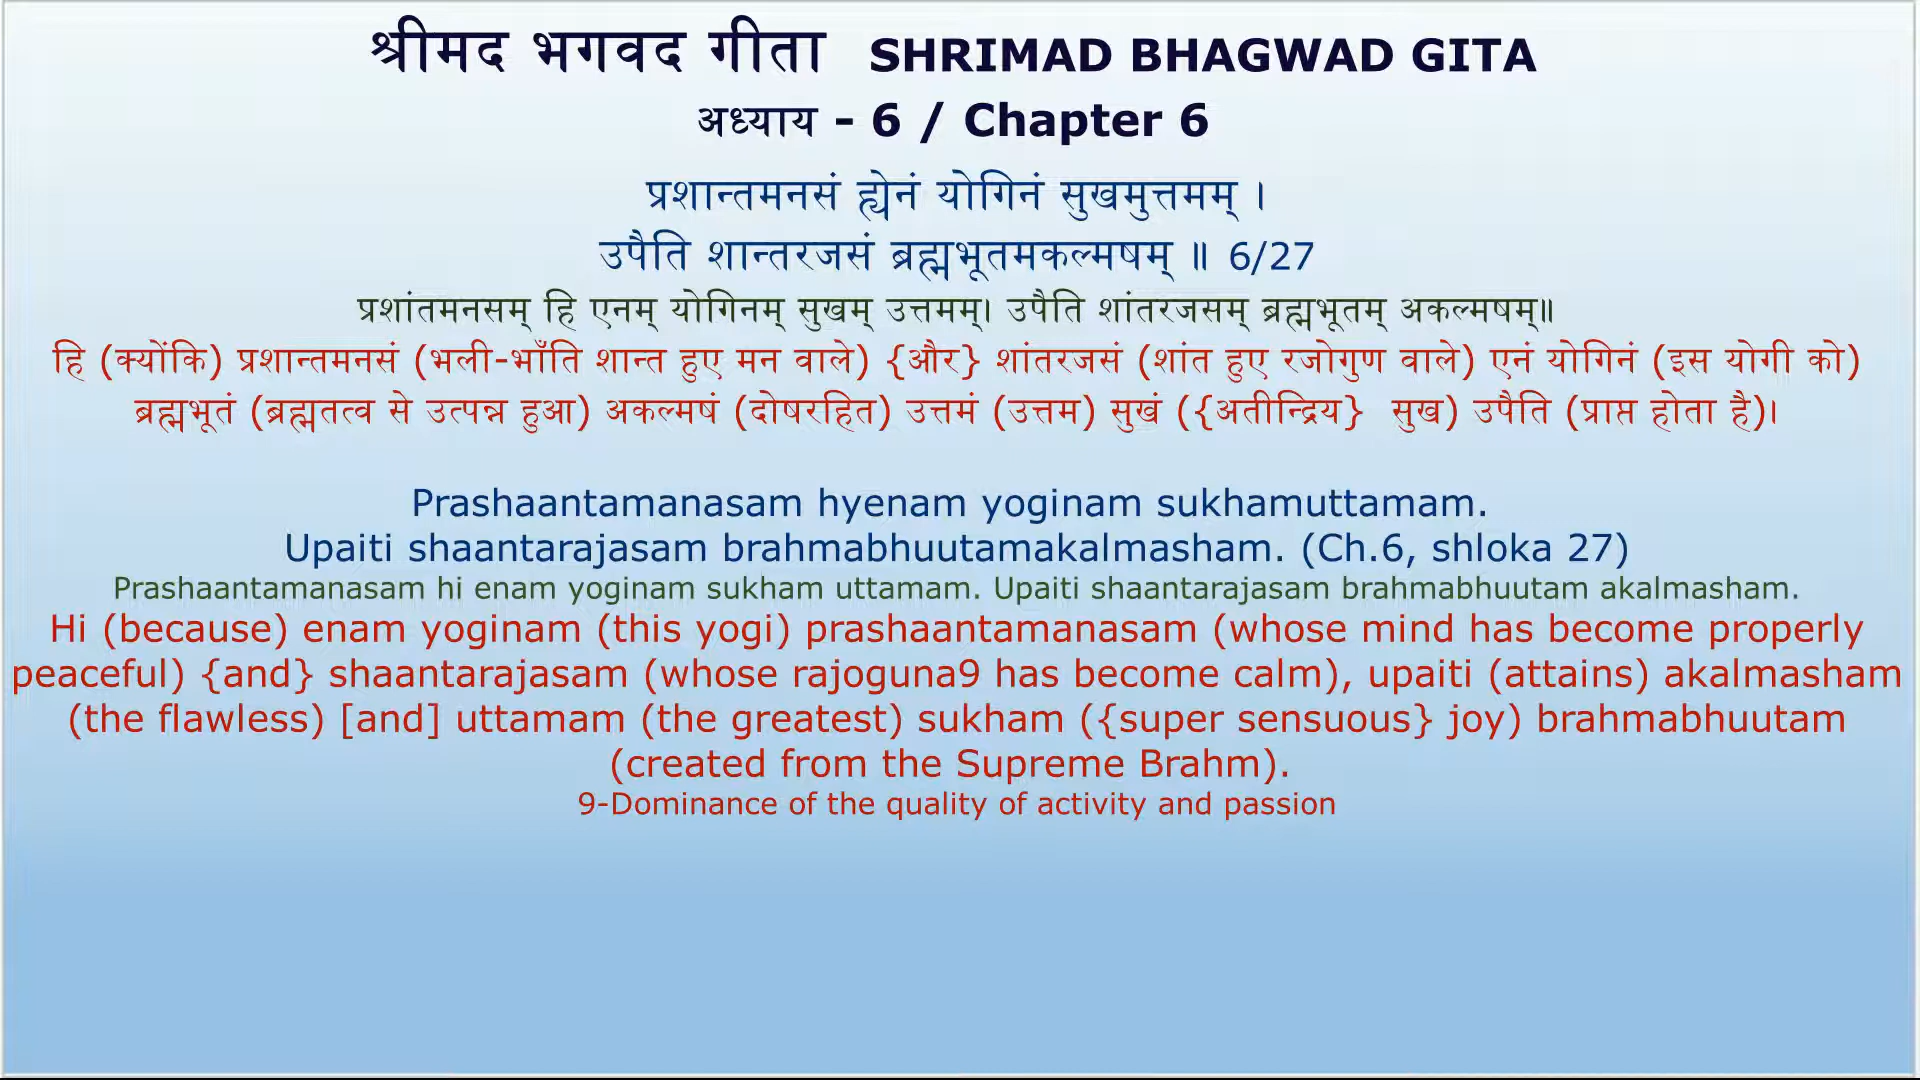 श्रीमद भगवद गीता SHRIMAD BHAGWAD GITA
अध्याय - 6 / Chapter 6
प्रशान्तमनसं ह्येनं योगिनं सुखमुत्तमम् ।
उपैति शान्तरजसं ब्रह्मभूतमकल्मषम् ॥ 6/27
प्रशांतमनसम् हि एनम् योगिनम् सुखम् उत्तमम्। उपैति शांतरजसम् ब्रह्मभूतम् अकल्मषम्॥
हि (क्योंकि) प्रशान्तमनसं (भली-भाँति शान्त हुए मन वाले) {और} शांतरजसं (शांत हुए रजोगुण वाले) एनं योगिनं (इस योगी को)
ब्रह्मभूतं (ब्रह्मतत्व से उत्पन्न हुआ) अकल्मषं (दोषरहित) उत्तमं (उत्तम) सुखं ({अतीन्द्रिय} सुख) उपैति (प्राप्त होता है)।
Prashaantamanasam hyenam yoginam sukhamuttamam.
Upaiti shaantarajasam brahmabhuutamakalmasham. (Ch.6, shloka 27)
Prashaantamanasam hi enam yoginam sukham uttamam. Upaiti shaantarajasam brahmabhuutam akalmasham.
Hi (because) enam yoginam (this yogi) prashaantamanasam (whose mind has become properly
peaceful) {and} shaantarajasam (whose rajoguna9 has become calm), upaiti (attains) akalmasham
(the flawless) [and] uttamam (the greatest) sukham ({super sensuous} joy) brahmabhuutam
(created from the Supreme Brahm).
9-Dominance of the quality of activity and passion